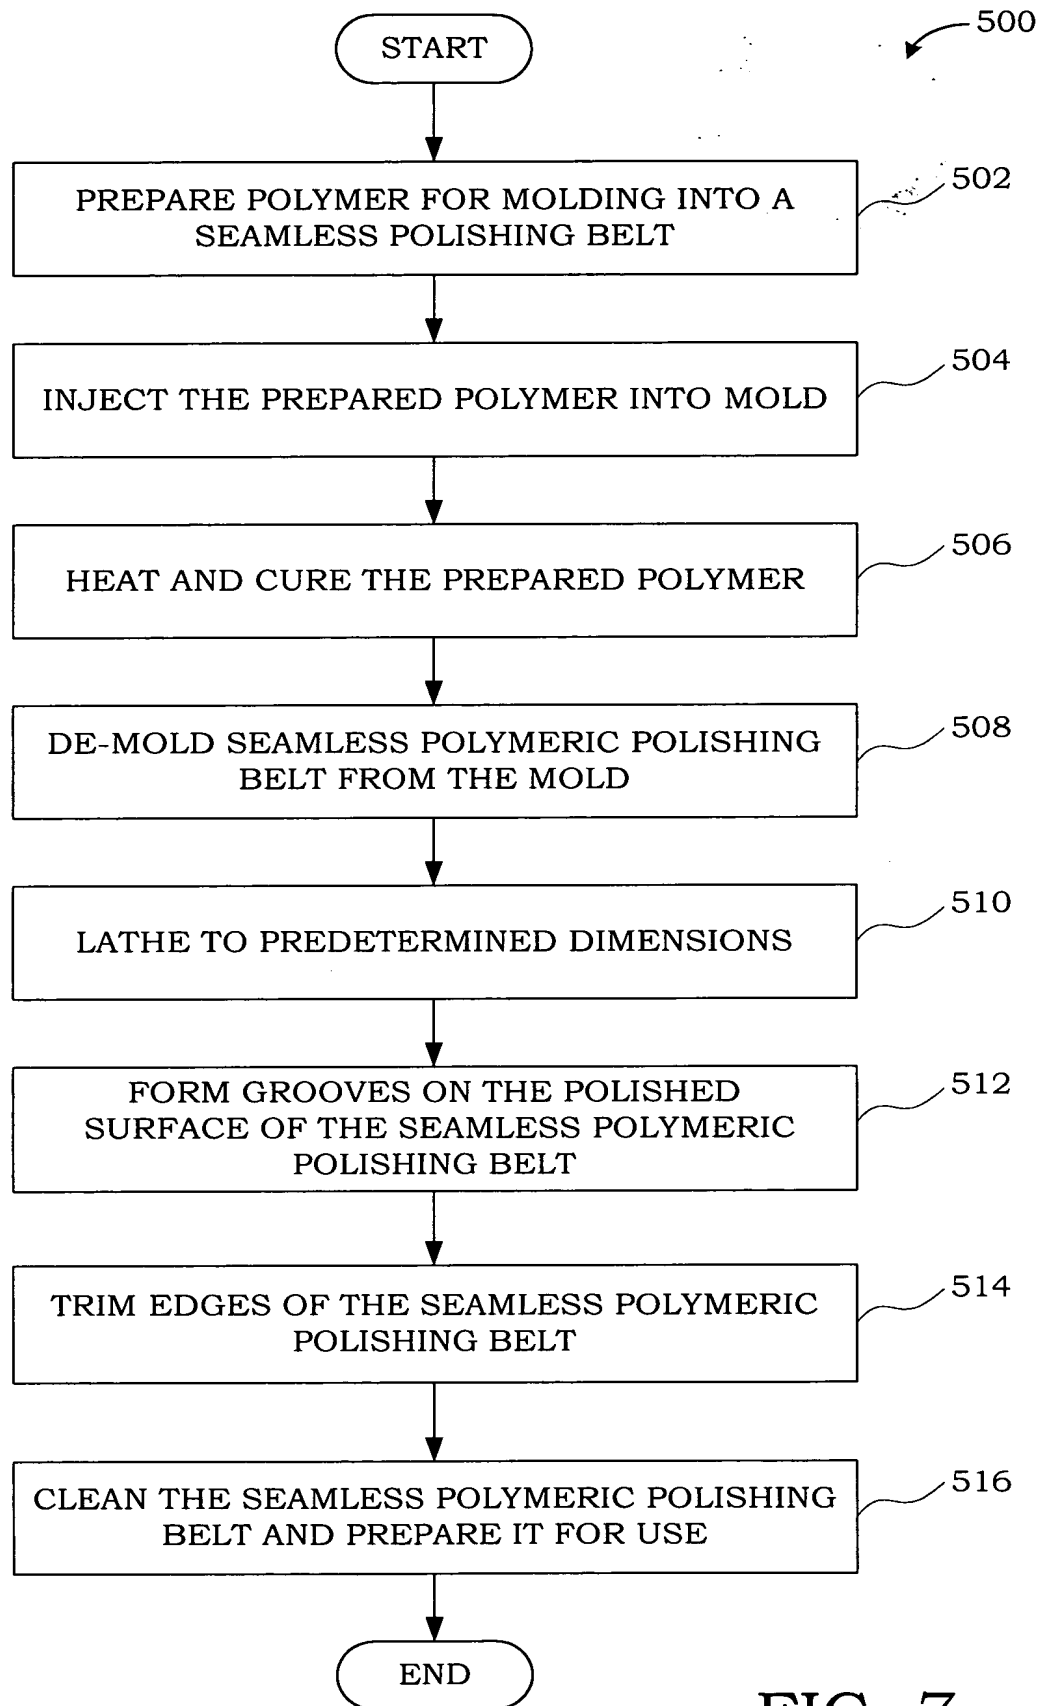 START
500
PREPARE POLYMER FOR MOLDING INTO A
SEAMLESS POLISHING BELT
502
INJECT THE PREPARED POLYMER INTO MOLD
504
HEAT AND CURE THE PREPARED POLYMER
506
DE-MOLD SEAMLESS POLYMERIC POLISHING
BELT FROM THE MOLD
508
LATHE TO PREDETERMINED DIMENSIONS
510
FORM GROOVES ON THE POLISHED
SURFACE OF THE SEAMLESS POLYMERIC
POLISHING BELT
512
TRIM EDGES OF THE SEAMLESS POLYMERIC
POLISHING BELT
514
CLEAN THE SEAMLESS POLYMERIC POLISHING
BELT AND PREPARE IT FOR USE
516
END
FIG. 7